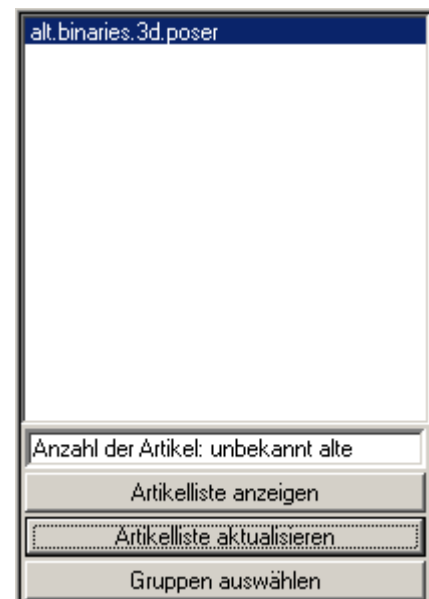 alt.binaries.3d.poser
Anzahl der Artikel: unbekannt alte
Artikelliste anzeigen
Artikelliste aktualisieren
Gruppen auswählen